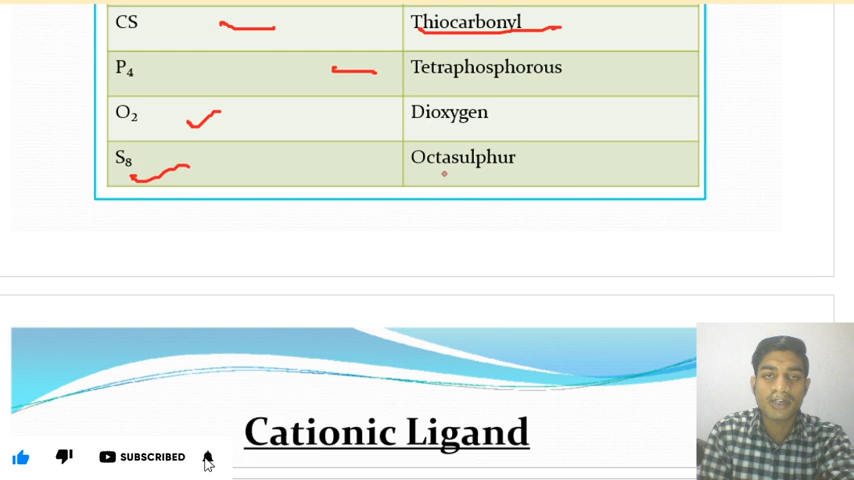 CS Thiocarbonyl
P₄ Tetraphosphorous
O₂ Dioxygen
S₈ Octasulphur
Cationic Ligand
SUBSCRIBED